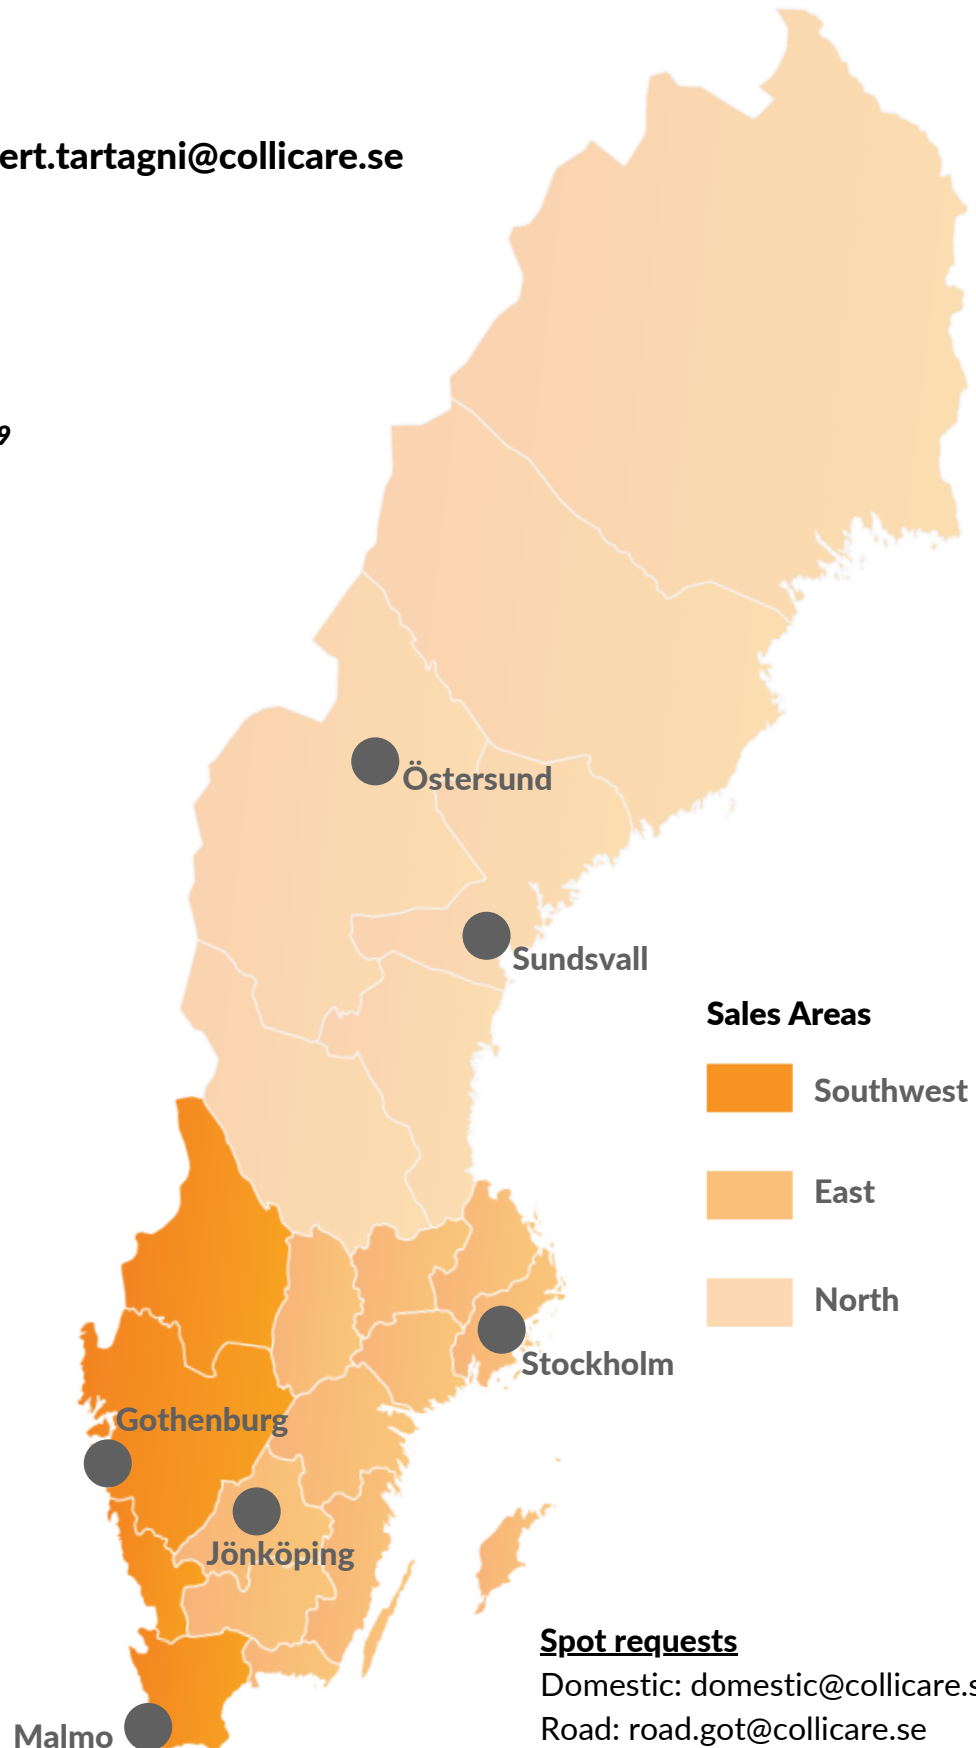 ert.tartagni@collicare.se
9
Östersund
Sundsvall
Sales Areas
Southwest
East
North
Stockholm
Gothenburg
Jönköping
Spot requests
Domestic: domestic@collicare.s
Road: road.got@collicare.se
Malmo